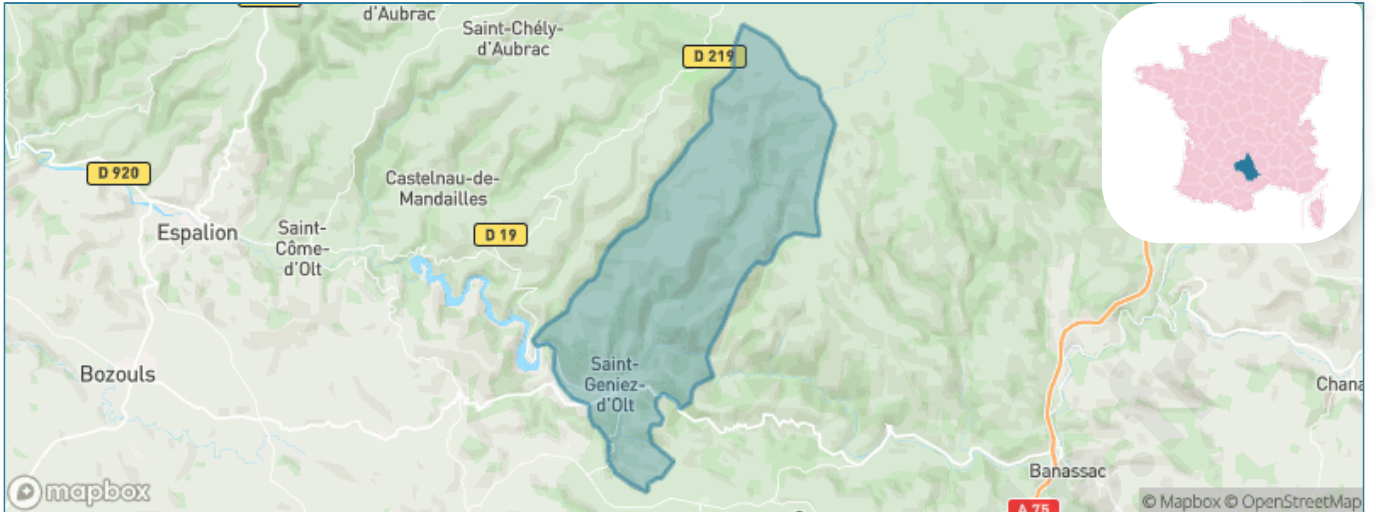 d'Aubrac
Saint-Chély-
d'Aubrac
D 219
D 920
Castelnau-de-
Mandailles
Espalion
Saint-
Côme-
d'Olt
D 19
Bozouls
Saint-
Geniez-
d'Olt
Chana
Banassac
mapbox
© Mapbox © OpenStreetMap
A 75